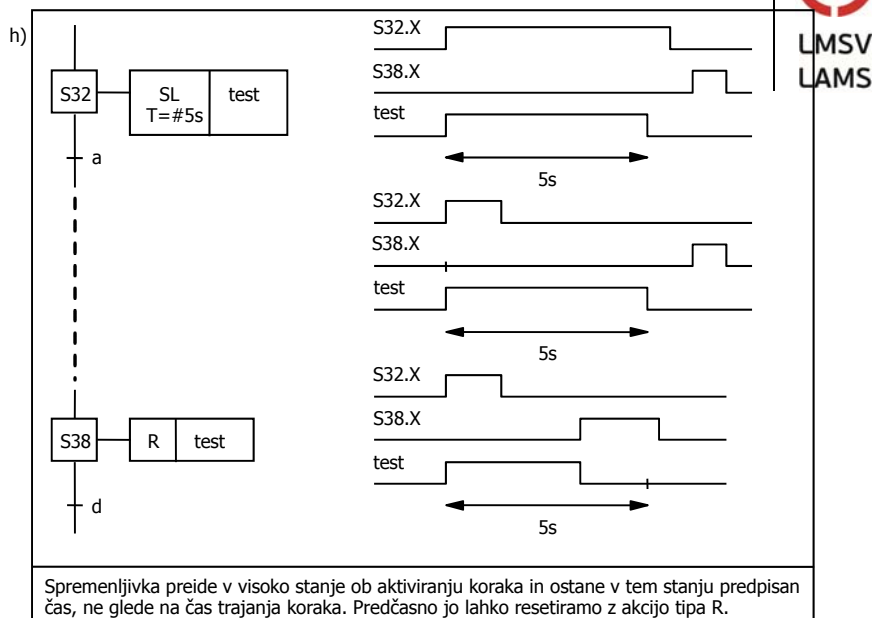 h)
LMSV
LAMS
S32
SL
T=#5s
test
a
S38
R
test
d
S32.X
S38.X
test
5s
S32.X
S38.X
test
5s
S32.X
S38.X
test
5s
Spremenljivka preide v visoko stanje ob aktiviranju koraka in ostane v tem stanju predpisan
čas, ne glede na čas trajanja koraka. Predčasno jo lahko resetiramo z akcijo tipa R.